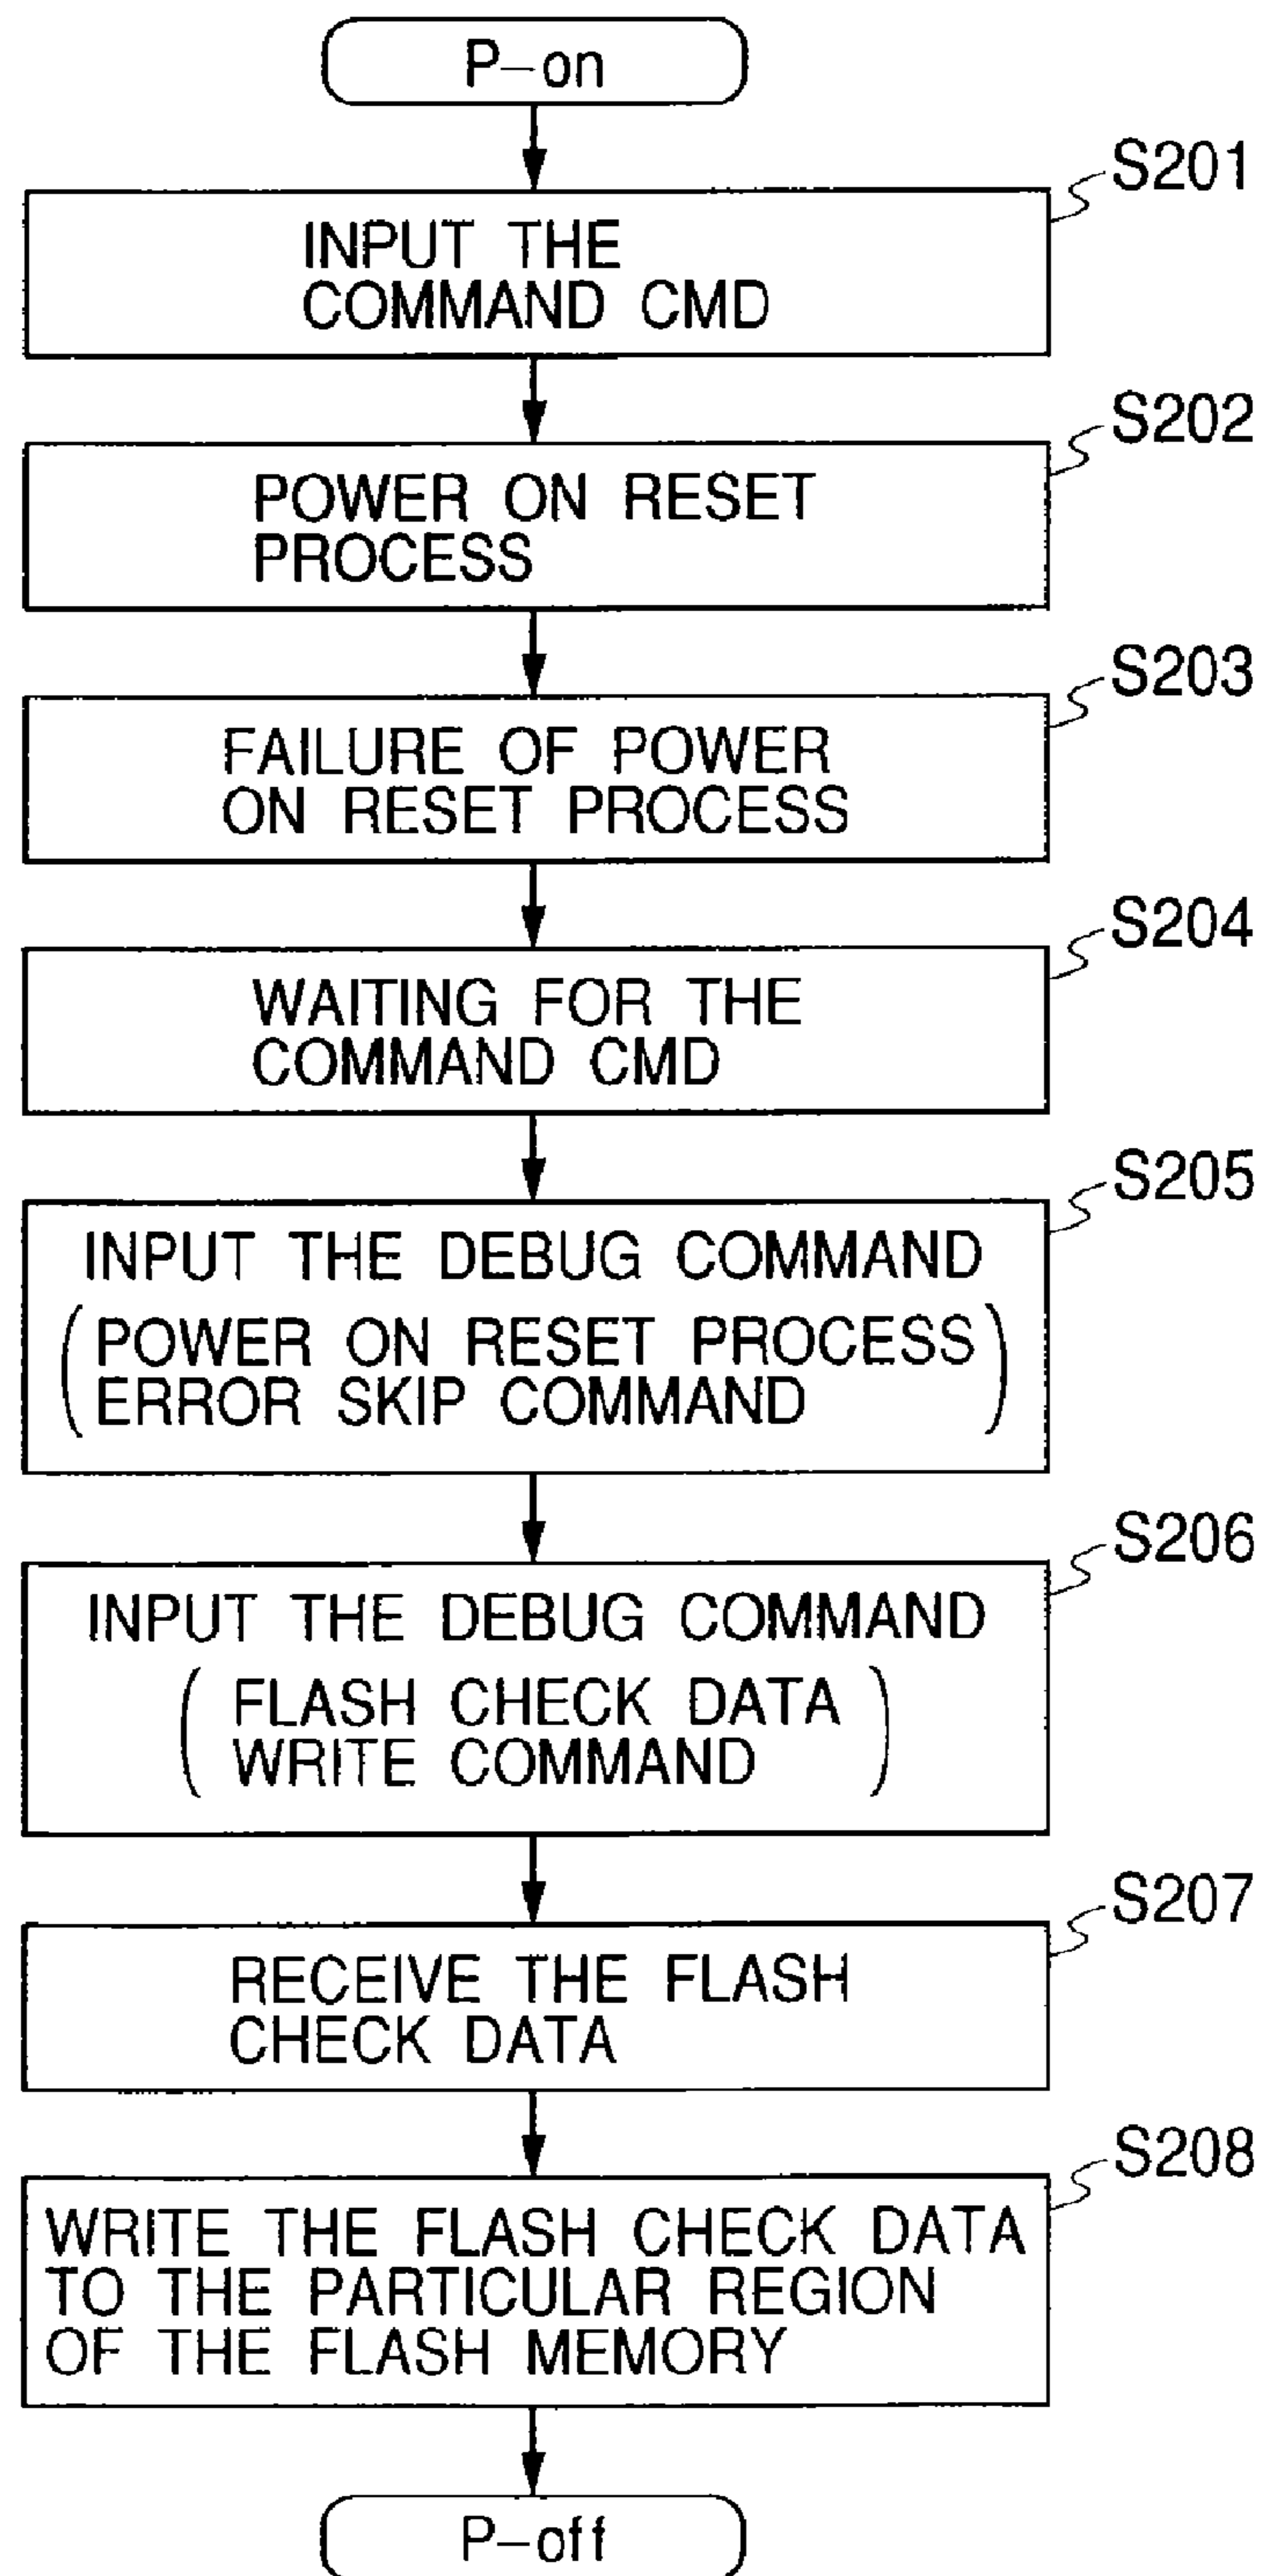 P-on
S201
INPUT THE
COMMAND CMD
S202
POWER ON RESET
PROCESS
S203
FAILURE OF POWER
ON RESET PROCESS
S204
WAITING FOR THE
COMMAND CMD
S205
INPUT THE DEBUG COMMAND
(POWER ON RESET PROCESS
ERROR SKIP COMMAND)
S206
INPUT THE DEBUG COMMAND
(FLASH CHECK DATA
WRITE COMMAND)
S207
RECEIVE THE FLASH
CHECK DATA
S208
WRITE THE FLASH CHECK DATA
TO THE PARTICULAR REGION
OF THE FLASH MEMORY
P-off